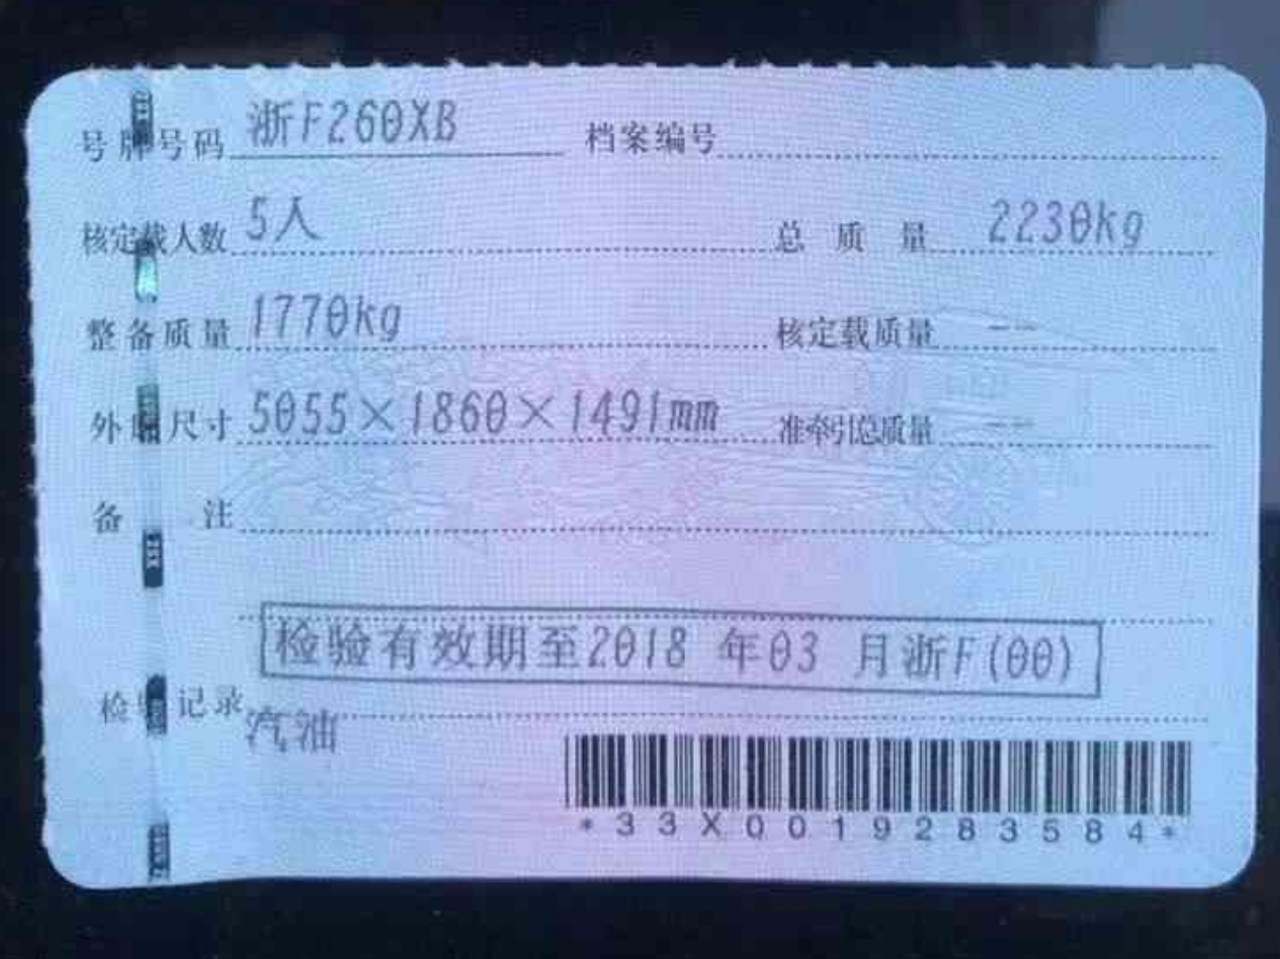 号牌号码 浙F260XB 档案编号
核定载人数 5人 总质量 2230kg
整备质量 1770kg 核定载质量 --
外廓尺寸 5055×1860×1491mm 准牵引总质量 --
备注
检验有效期至2018 年03 月浙F(00)
检验记录
汽油
*33X0019283584*